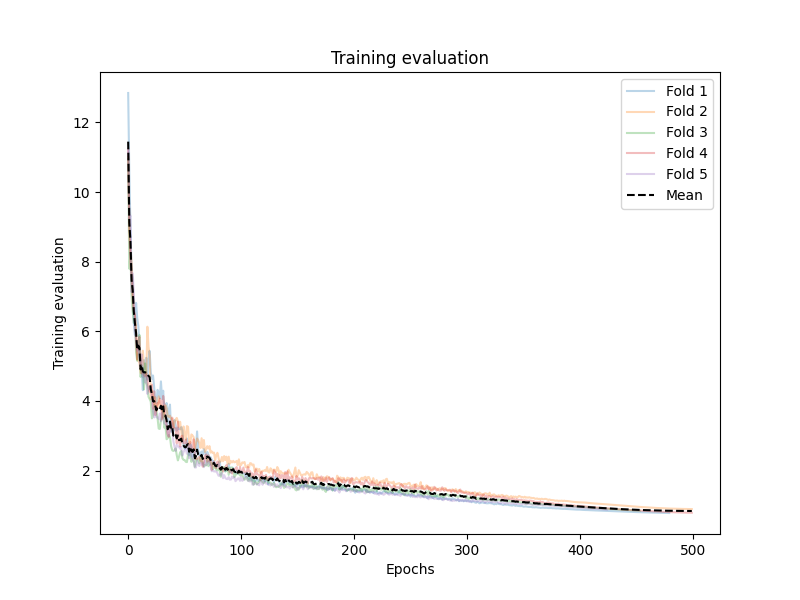 Training evaluation
Fold 1
Fold 2
Fold 3
Fold 4
Fold 5
Mean
Training evaluation
12
10
8
6
4
2
0
100
200
300
400
500
Epochs